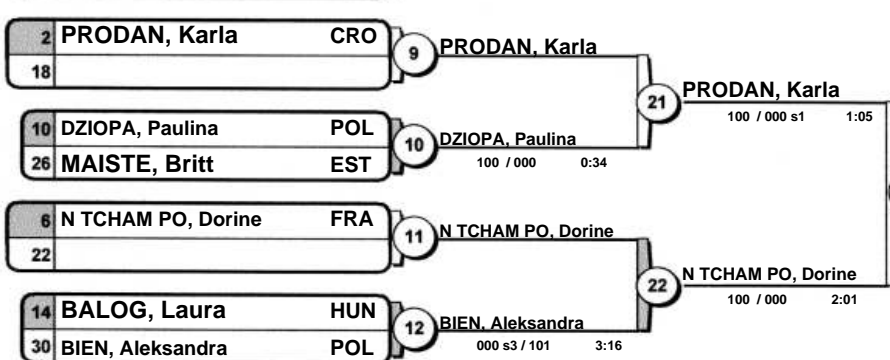 2 PRODAN, Karla CRO
18
9
PRODAN, Karla
10 DZIOPA, Paulina POL
26 MAISTE, Britt EST
10
DZIOPA, Paulina
100 / 000 0:34
21
PRODAN, Karla
100 / 000 s1 1:05
6 N TCHAM PO, Dorine FRA
22
11
N TCHAM PO, Dorine
14 BALOG, Laura HUN
30 BIEN, Aleksandra POL
12
BIEN, Aleksandra
000 s3 / 101 3:16
22
N TCHAM PO, Dorine
100 / 000 2:01